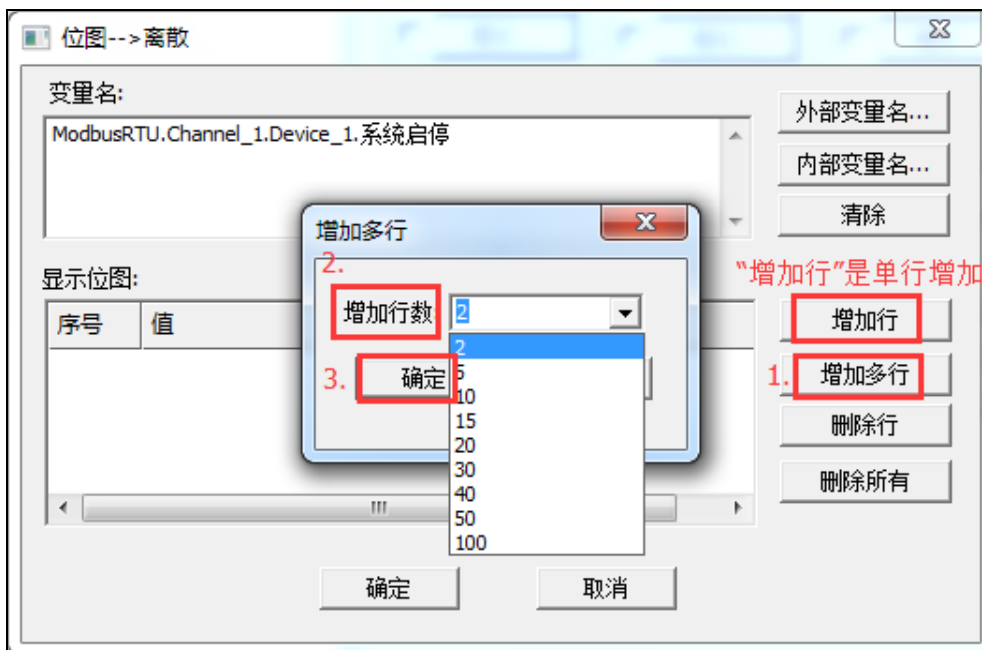 位图-->离散
变量名:
ModbusRTU.Channel_1.Device_1.系统启停
外部变量名...
内部变量名...
清除
增加多行
2.
增加行数
2
2
5
10
15
20
30
40
50
100
3. 确定
显示位图:
序号 值
“增加行”是单行增加
增加行
1. 增加多行
删除行
删除所有
确定 取消